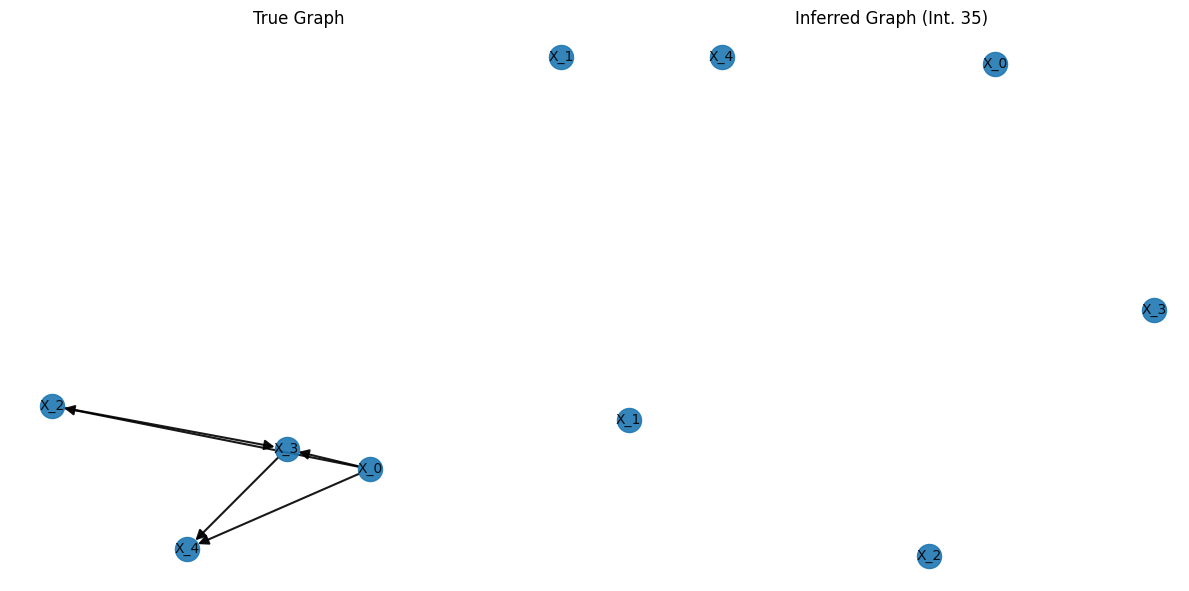 True Graph
X_1
X_2
X_3
X_0
X_4
Inferred Graph (Int. 35)
X_4
X_0
X_3
X_1
X_2